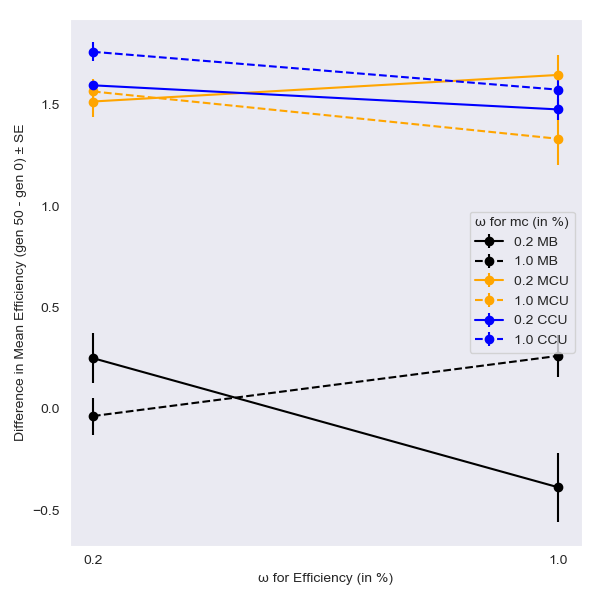 Difference in Mean Efficiency (gen 50 - gen 0) ± SE
1.5
1.0
0.5
0.0
−0.5
ω for mc (in %)
0.2 MB
1.0 MB
0.2 MCU
1.0 MCU
0.2 CCU
1.0 CCU
0.2
1.0
ω for Efficiency (in %)